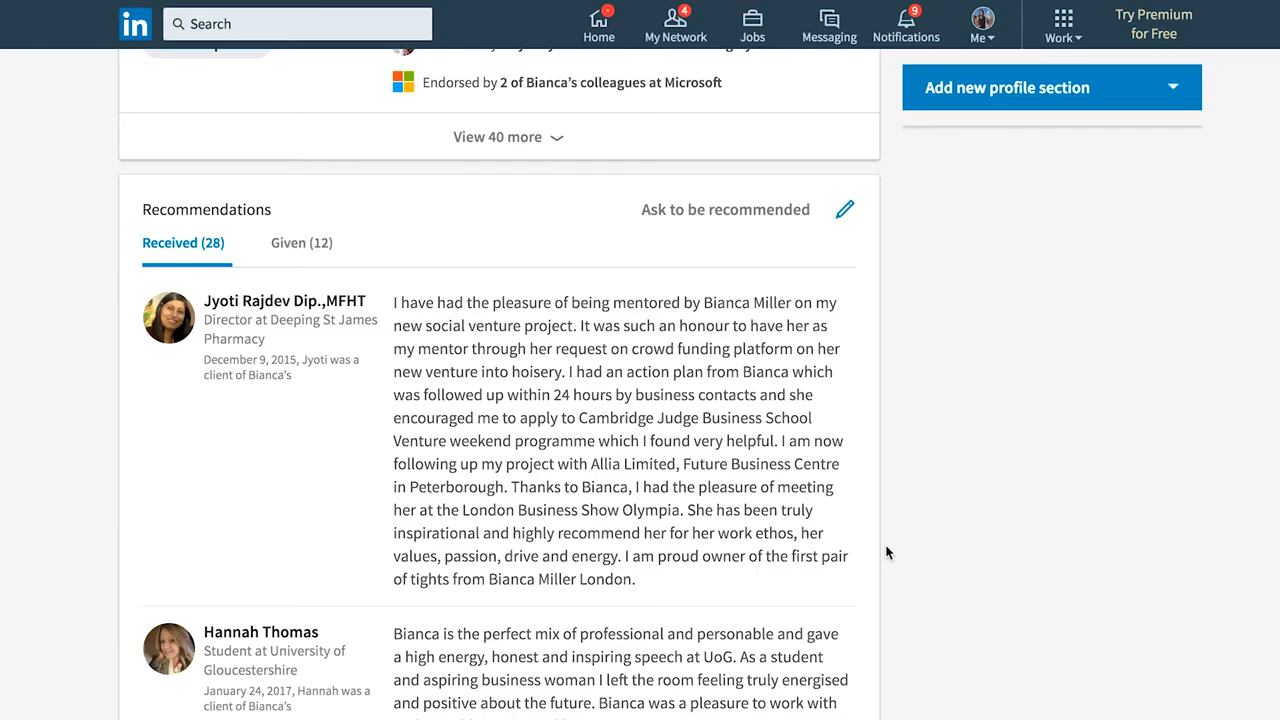 in
Search
Home
4
My Network
Jobs
Messaging
9
Notifications
Me
Work
Try Premium
for Free
Endorsed by 2 of Bianca's colleagues at Microsoft
Add new profile section
View 40 more
Recommendations
Ask to be recommended
Received (28)
Given (12)
Jyoti Rajdev Dip.,MFHT
Director at Deeping St James
Pharmacy
December 9, 2015, Jyoti was a
client of Bianca's
I have had the pleasure of being mentored by Bianca Miller on my
new social venture project. It was such an honour to have her as
my mentor through her request on crowd funding platform on her
new venture into hoisery. I had an action plan from Bianca which
was followed up within 24 hours by business contacts and she
encouraged me to apply to Cambridge Judge Business School
Venture weekend programme which I found very helpful. I am now
following up my project with Allia Limited, Future Business Centre
in Peterborough. Thanks to Bianca, I had the pleasure of meeting
her at the London Business Show Olympia. She has been truly
inspirational and highly recommend her for her work ethos, her
values, passion, drive and energy. I am proud owner of the first pair
of tights from Bianca Miller London.
Hannah Thomas
Student at University of
Gloucestershire
January 24, 2017, Hannah was a
client of Bianca's
Bianca is the perfect mix of professional and personable and gave
a high energy, honest and inspiring speech at UoG. As a student
and aspiring business woman I left the room feeling truly energised
and positive about the future. Bianca was a pleasure to work with